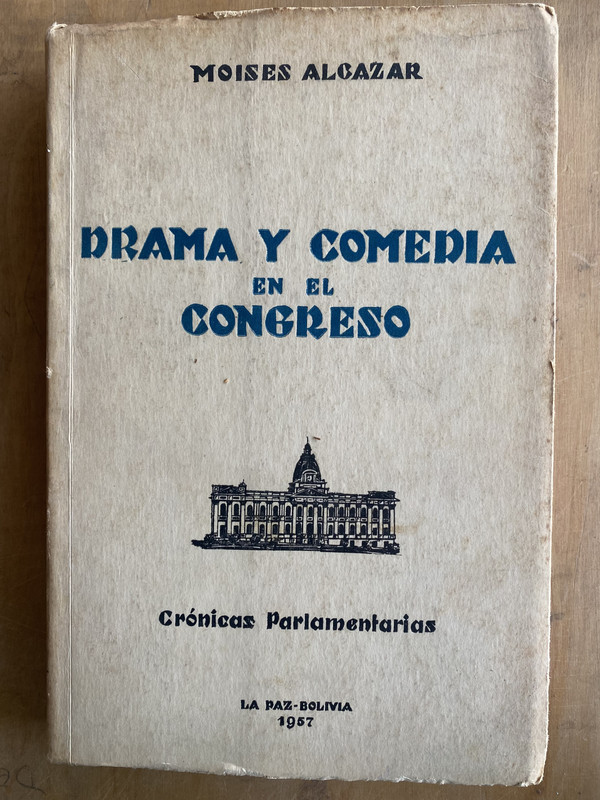 MOISES ALCAZAR
DRAMA Y COMEDIA
EN EL
CONGRESO
Crónicas Parlamentarias
LA PAZ-BOLIVIA
1957